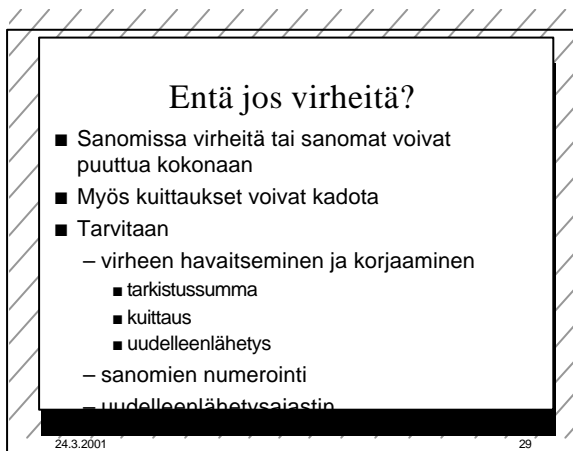 Entä jos virheitä?
■ Sanomissa virheitä tai sanomat voivat
puuttua kokonaan
■ Myös kuittaukset voivat kadota
■ Tarvitaan
– virheen havaitseminen ja korjaaminen
■ tarkistussumma
■ kuittaus
■ uudelleenlähetys
– sanomien numerointi
– uudelleenlähetysajastin
24.3.2001
29